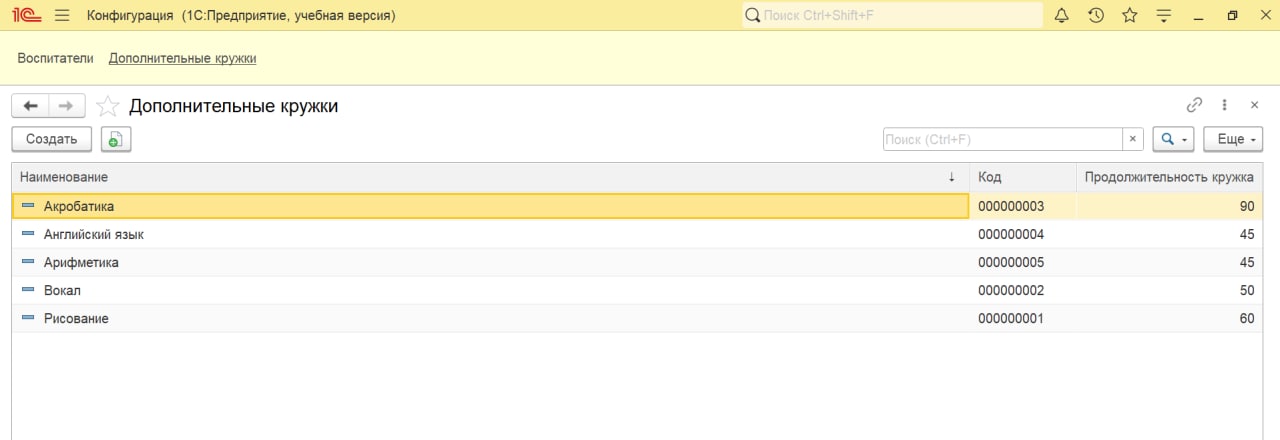 1С Конфигурация (1С:Предприятие, учебная версия) Поиск Ctrl+Shift+F
Воспитатели Дополнительные кружки
Дополнительные кружки
Создать Поиск (Ctrl+F) × Еще
Наименование ↓ Код Продолжительность кружка
Акробатика 000000003 90
Английский язык 000000004 45
Арифметика 000000005 45
Вокал 000000002 50
Рисование 000000001 60